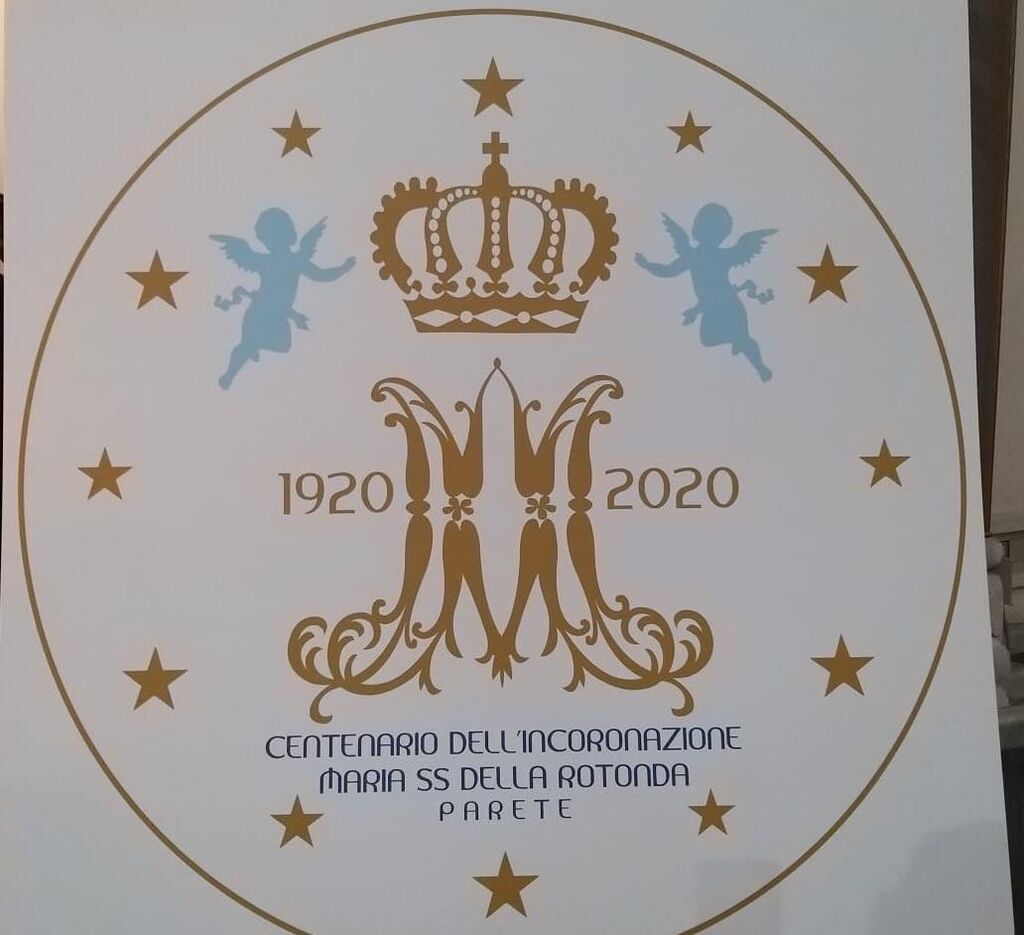 1920 2020
CENTENARIO DELL'INCORONAZIONE
MARIA SS DELLA ROTONDA
PARETE